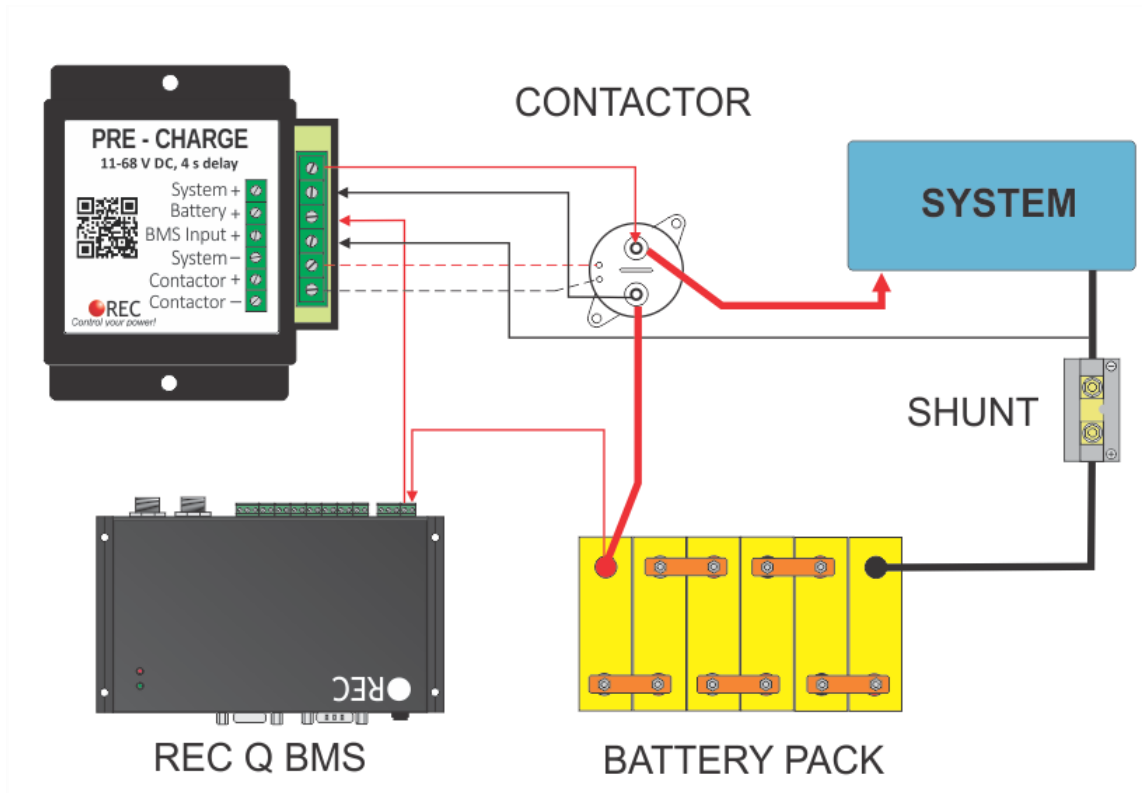 CONTACTOR
PRE - CHARGE
11-68 V DC, 4 s delay
System +
Battery +
BMS Input +
System −
Contactor +
Contactor −
REC
Control your power!
SYSTEM
SHUNT
REC
REC Q BMS
BATTERY PACK